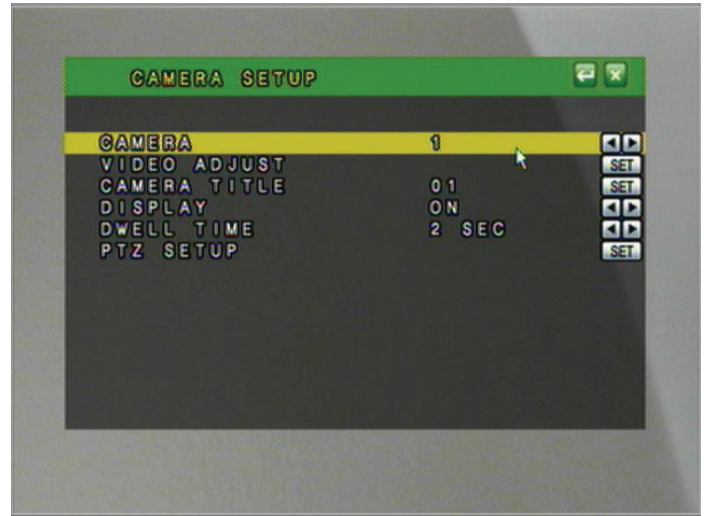 CAMERA SETUP
CAMERA 1
VIDEO ADJUST SET
CAMERA TITLE 01 SET
DISPLAY ON
DWELL TIME 2 SEC
PTZ SETUP SET